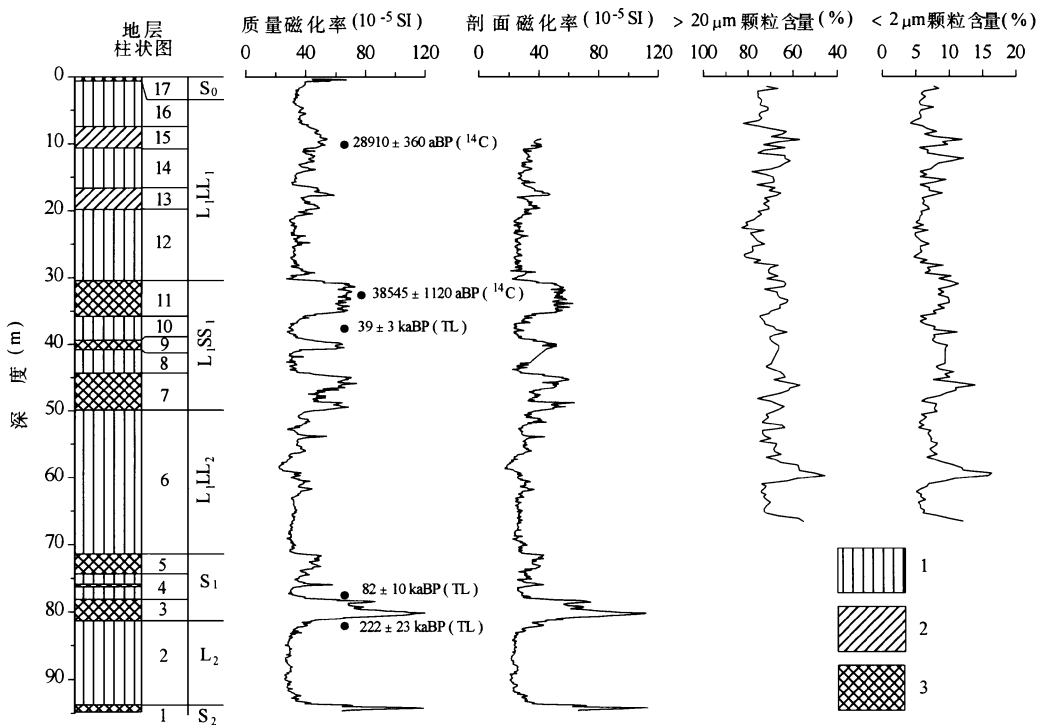 地层
柱状图
质量磁化率(10⁻⁵ SI)
剖面磁化率(10⁻⁵ SI)
> 20 μm颗粒含量(%)
< 2 μm颗粒含量(%)
0 40 80 120
0 40 80 120
100 80 60 40
0 5 10 15 20
深度(m)
0
10
20
30
40
50
60
70
80
90
17
16
15
14
13
12
11
10
9
8
7
6
5
4
3
2
1
S₀
L₁LL₁
L₁SS₁
L₁LL₂
S₁
L₂
S₂
28910 ± 360 aBP (¹⁴C)
38545 ± 1120 aBP (¹⁴C)
39 ± 3 kaBP (TL)
82 ± 10 kaBP (TL)
222 ± 23 kaBP (TL)
1
2
3